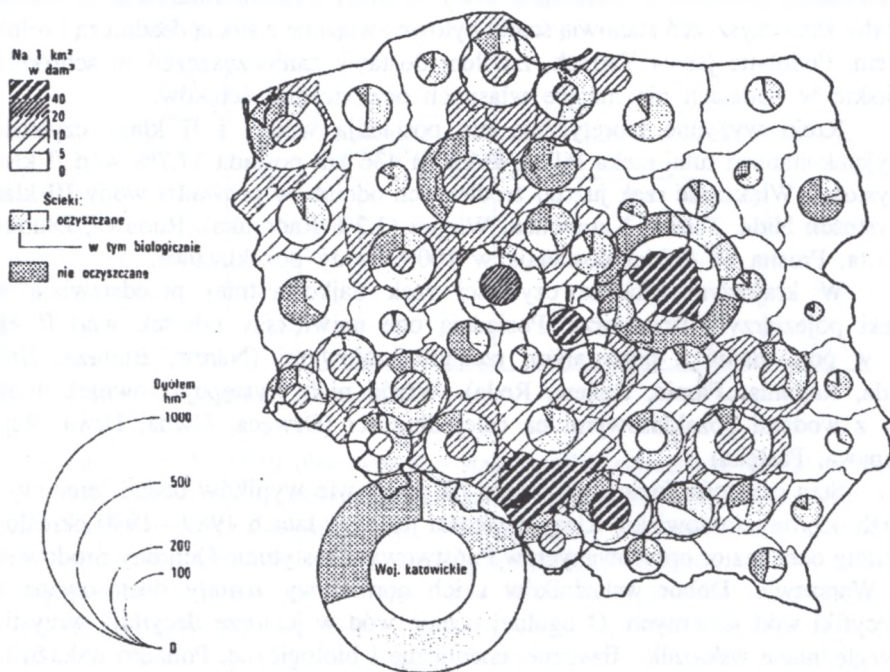 Na 1 km²
w dam³
40
20
10
5
0
Ścieki:
oczyszczane
w tym biologicznie
nie oczyszczane
Ogółem
hm³
1000
500
200
100
0
Woj. katowickie